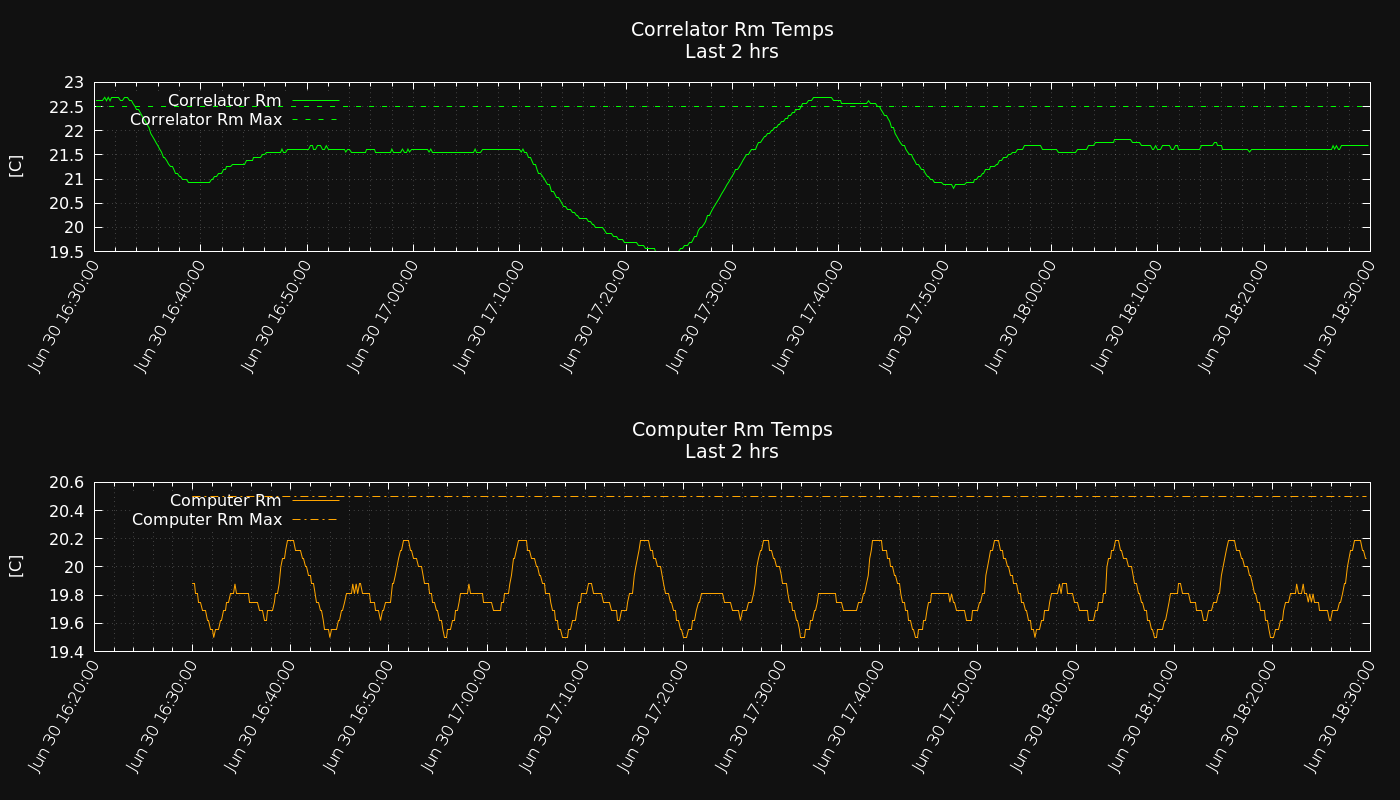 Correlator Rm Temps
Last 2 hrs
[C]
23
22.5
22
21.5
21
20.5
20
19.5
Correlator Rm
Correlator Rm Max
Jun 30 16:30:00
Jun 30 16:40:00
Jun 30 16:50:00
Jun 30 17:00:00
Jun 30 17:10:00
Jun 30 17:20:00
Jun 30 17:30:00
Jun 30 17:40:00
Jun 30 17:50:00
Jun 30 18:00:00
Jun 30 18:10:00
Jun 30 18:20:00
Jun 30 18:30:00
Computer Rm Temps
Last 2 hrs
[C]
20.6
20.4
20.2
20
19.8
19.6
19.4
Computer Rm
Computer Rm Max
Jun 30 16:20:00
Jun 30 16:30:00
Jun 30 16:40:00
Jun 30 16:50:00
Jun 30 17:00:00
Jun 30 17:10:00
Jun 30 17:20:00
Jun 30 17:30:00
Jun 30 17:40:00
Jun 30 17:50:00
Jun 30 18:00:00
Jun 30 18:10:00
Jun 30 18:20:00
Jun 30 18:30:00